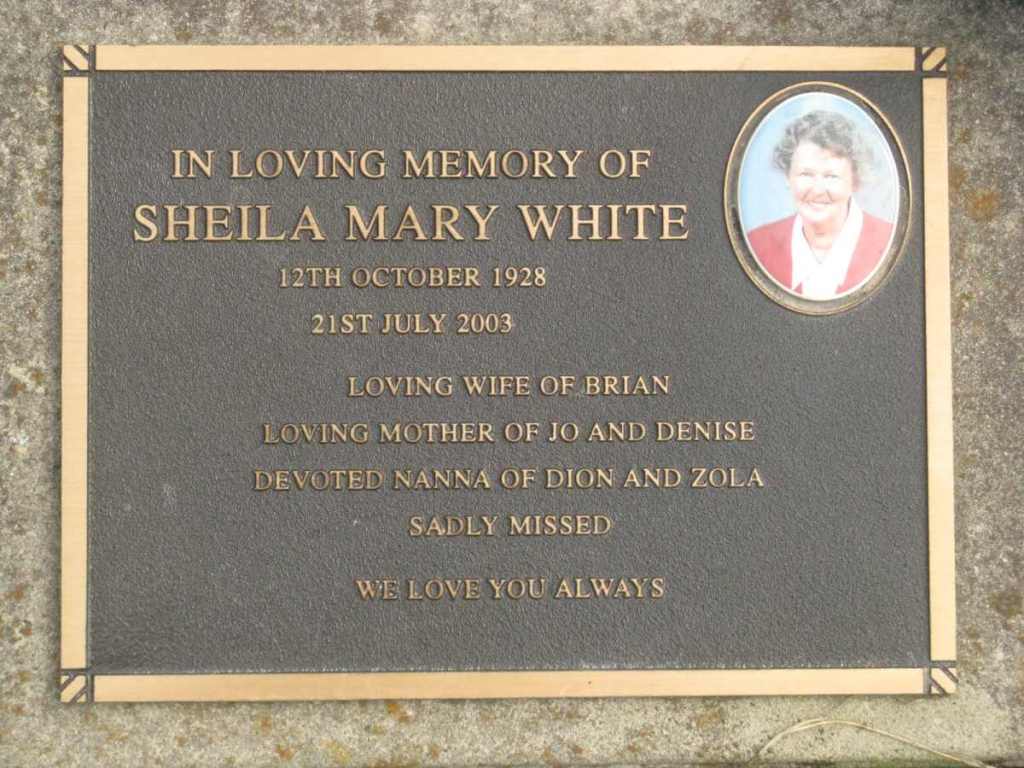 IN LOVING MEMORY OF
SHEILA MARY WHITE
12TH OCTOBER 1928
21ST JULY 2003
LOVING WIFE OF BRIAN
LOVING MOTHER OF JO AND DENISE
DEVOTED NANNA OF DION AND ZOLA
SADLY MISSED
WE LOVE YOU ALWAYS